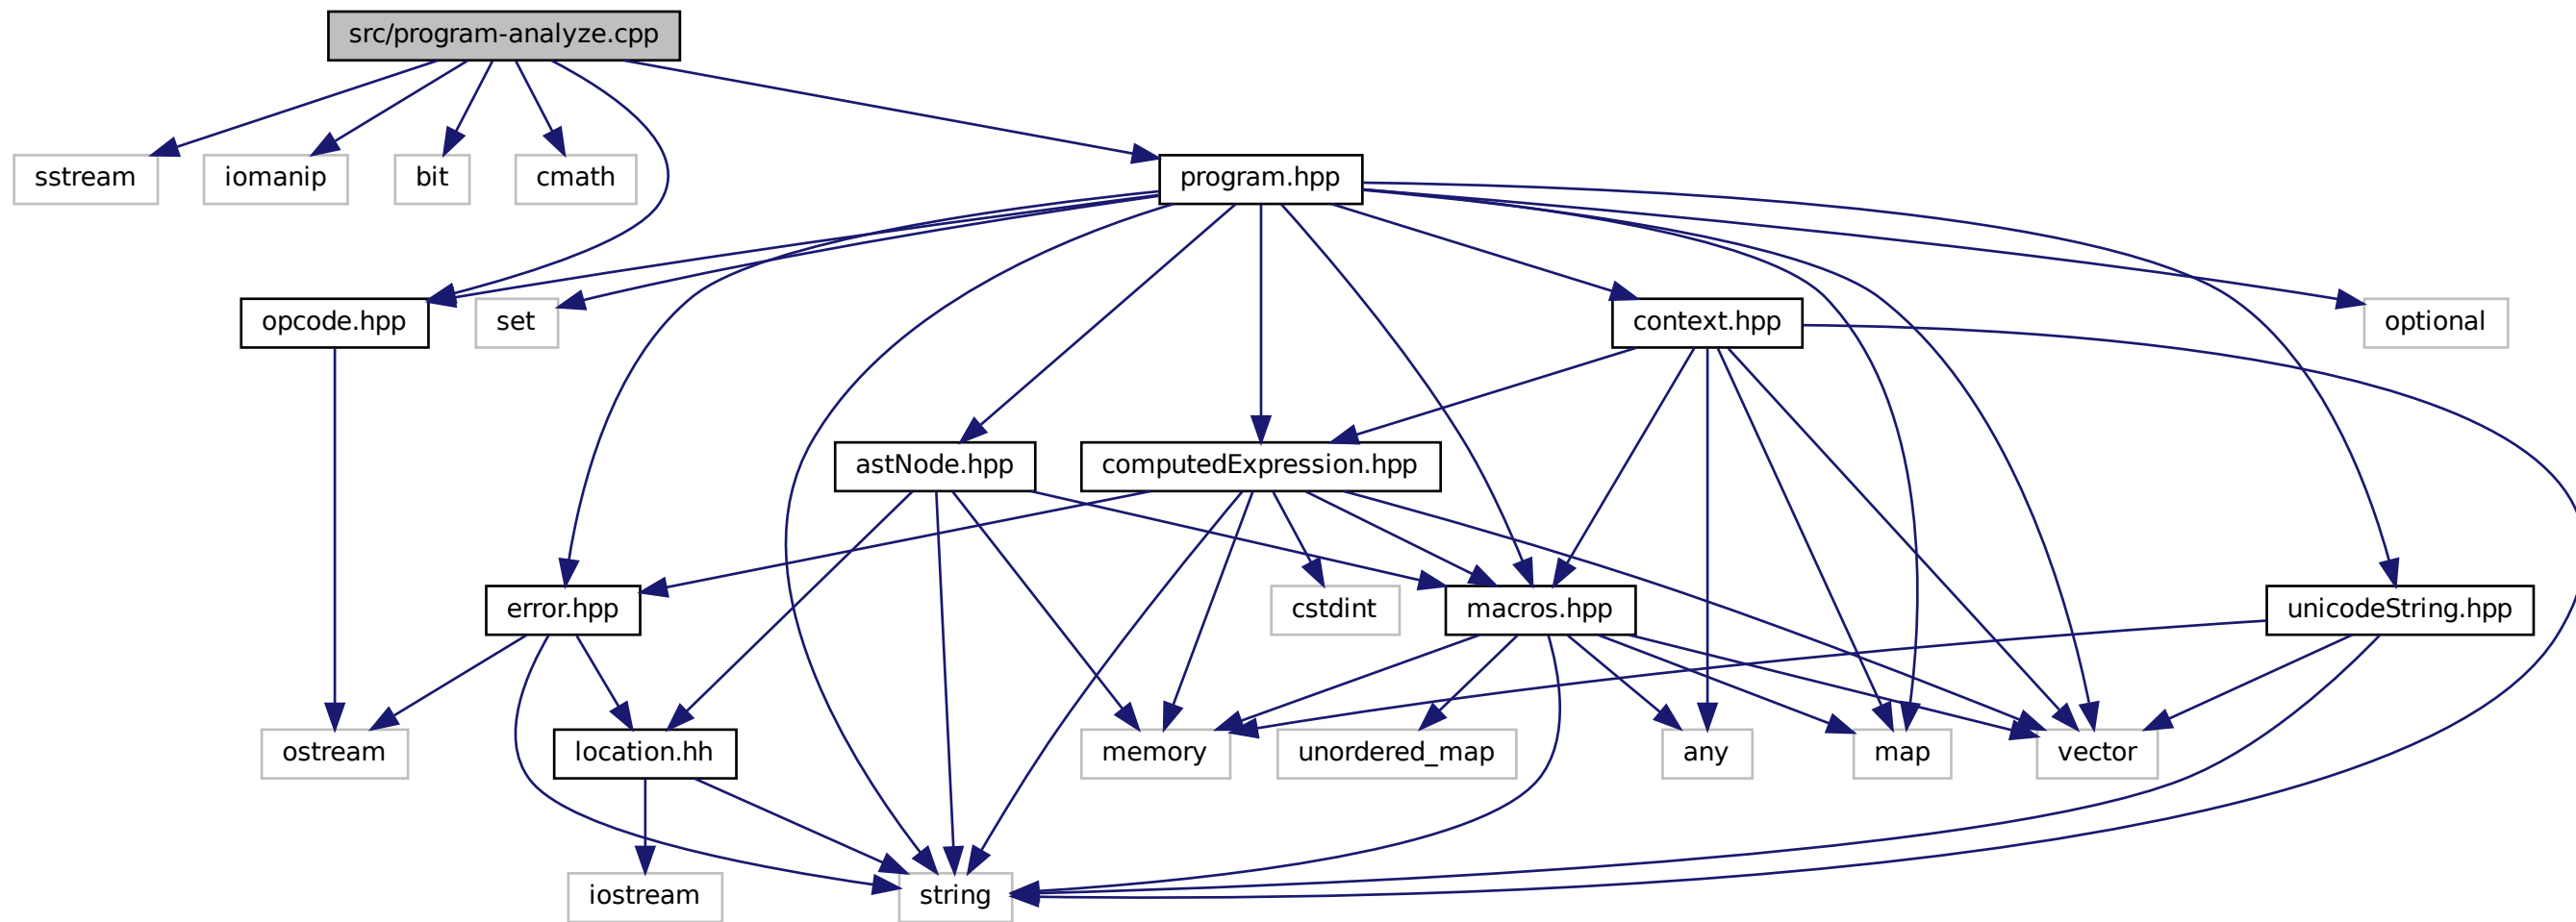 src/program-analyze.cpp
sstream
iomanip
bit
cmath
program.hpp
opcode.hpp
set
context.hpp
optional
astNode.hpp
computedExpression.hpp
error.hpp
cstdint
macros.hpp
unicodeString.hpp
ostream
location.hh
memory
unordered_map
any
map
vector
iostream
string